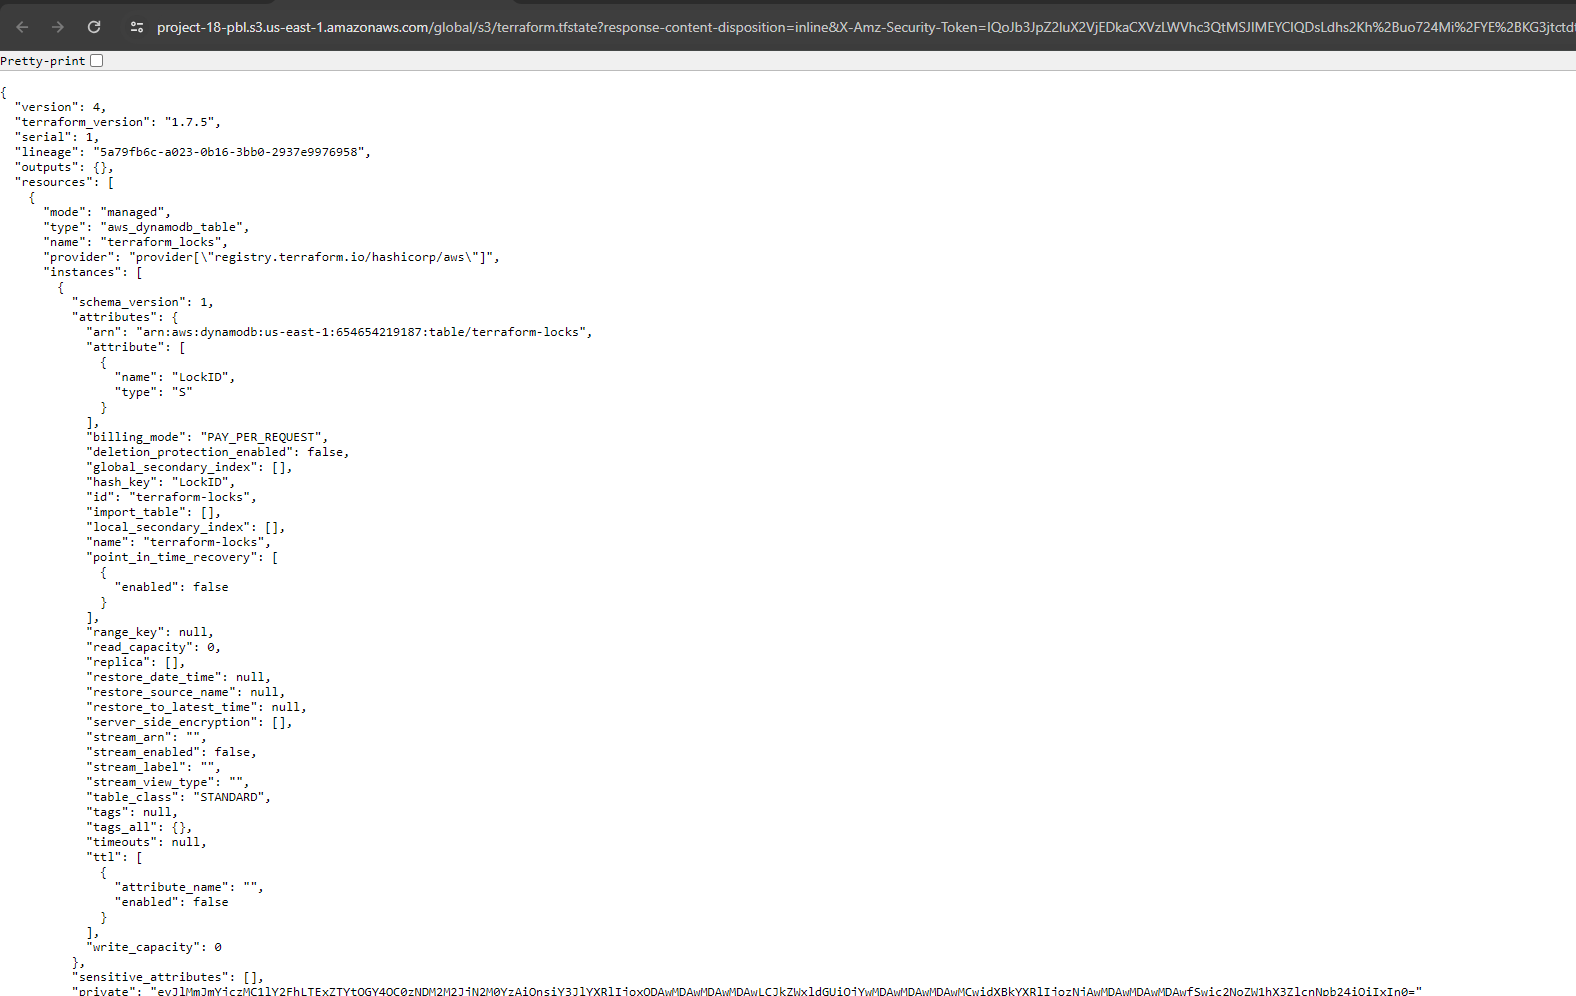 project-18-pbl.s3.us-east-1.amazonaws.com/global/s3/terraform.tfstate?response-content-disposition=inline&X-Amz-Security-Token=IQoJb3JpZ2luX2VjEDkaCXVzLWVhc3QtMSJIMEYCIQDsLdhs2Kh%2Buo724Mi%2FYE%2BKG3jtctdt
Pretty-print
{
  "version": 4,
  "terraform_version": "1.7.5",
  "serial": 1,
  "lineage": "5a79fb6c-a023-0b16-3bb0-2937e9976958",
  "outputs": {},
  "resources": [
    {
      "mode": "managed",
      "type": "aws_dynamodb_table",
      "name": "terraform_locks",
      "provider": "provider[\"registry.terraform.io/hashicorp/aws\"]",
      "instances": [
        {
          "schema_version": 1,
          "attributes": {
            "arn": "arn:aws:dynamodb:us-east-1:654654219187:table/terraform-locks",
            "attribute": [
              {
                "name": "LockID",
                "type": "S"
              }
            ],
            "billing_mode": "PAY_PER_REQUEST",
            "deletion_protection_enabled": false,
            "global_secondary_index": [],
            "hash_key": "LockID",
            "id": "terraform-locks",
            "import_table": [],
            "local_secondary_index": [],
            "name": "terraform-locks",
            "point_in_time_recovery": [
              {
                "enabled": false
              }
            ],
            "range_key": null,
            "read_capacity": 0,
            "replica": [],
            "restore_date_time": null,
            "restore_source_name": null,
            "restore_to_latest_time": null,
            "server_side_encryption": [],
            "stream_arn": "",
            "stream_enabled": false,
            "stream_label": "",
            "stream_view_type": "",
            "table_class": "STANDARD",
            "tags": null,
            "tags_all": {},
            "timeouts": null,
            "ttl": [
              {
                "attribute_name": "",
                "enabled": false
              }
            ],
            "write_capacity": 0
          },
          "sensitive_attributes": [],
          "private":